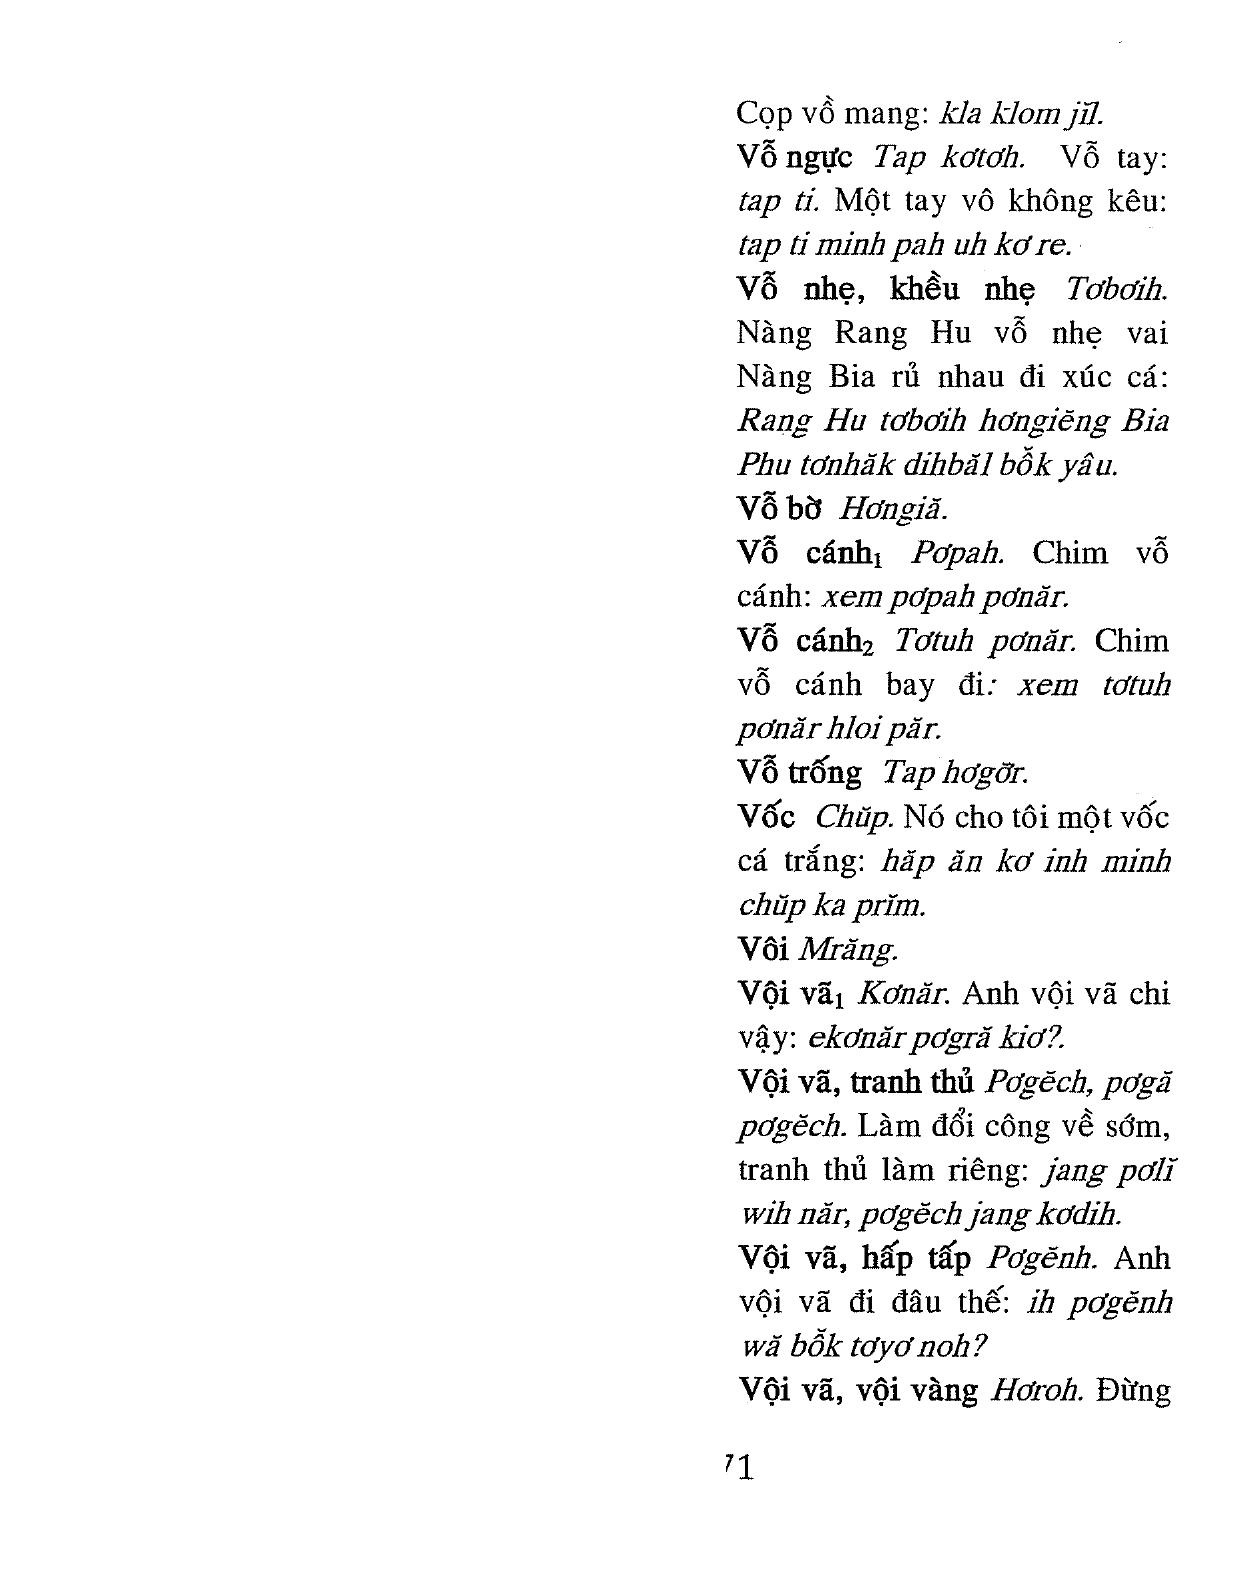 Cọp vồ mang: kla klom jĭl.
Vỗ ngực Tap kơtơh. Vỗ tay:
tap ti. Một tay vô không kêu:
tap ti minh pah uh kơ re.
Vỗ nhẹ, khều nhẹ Tơbơih.
Nàng Rang Hu vỗ nhẹ vai
Nàng Bia rủ nhau đi xúc cá:
Rang Hu tơbơih hơngiĕng Bia
Phu tơnhăk dihbăl bô̆k yâu.
Vỗ bờ Hơngiă.
Vỗ cánh₁ Pơpah. Chim vỗ
cánh: xem pơpah pơnăr.
Vỗ cánh₂ Tơtuh pơnăr. Chim
vỗ cánh bay đi: xem tơtuh
pơnăr hloi păr.
Vỗ trống Tap hơgơ̆r.
Vốc Chŭp. Nó cho tôi một vốc
cá trắng: hăp ăn kơ inh minh
chŭp ka prĭm.
Vôi Mrăng.
Vội vã₁ Kơnăr. Anh vội vã chi
vậy: ekơnăr pơgră kiơ?.
Vội vã, tranh thủ Pơgĕch, pơgă
pơgĕch. Làm đổi công về sớm,
tranh thủ làm riêng: jang pơlĭ
wih năr, pơgĕch jang kơdih.
Vội vã, hấp tấp Pơgĕnh. Anh
vội vã đi đâu thế: ih pơgĕnh
wă bô̆k tơyơ noh?
Vội vã, vội vàng Hơroh. Đừng
71